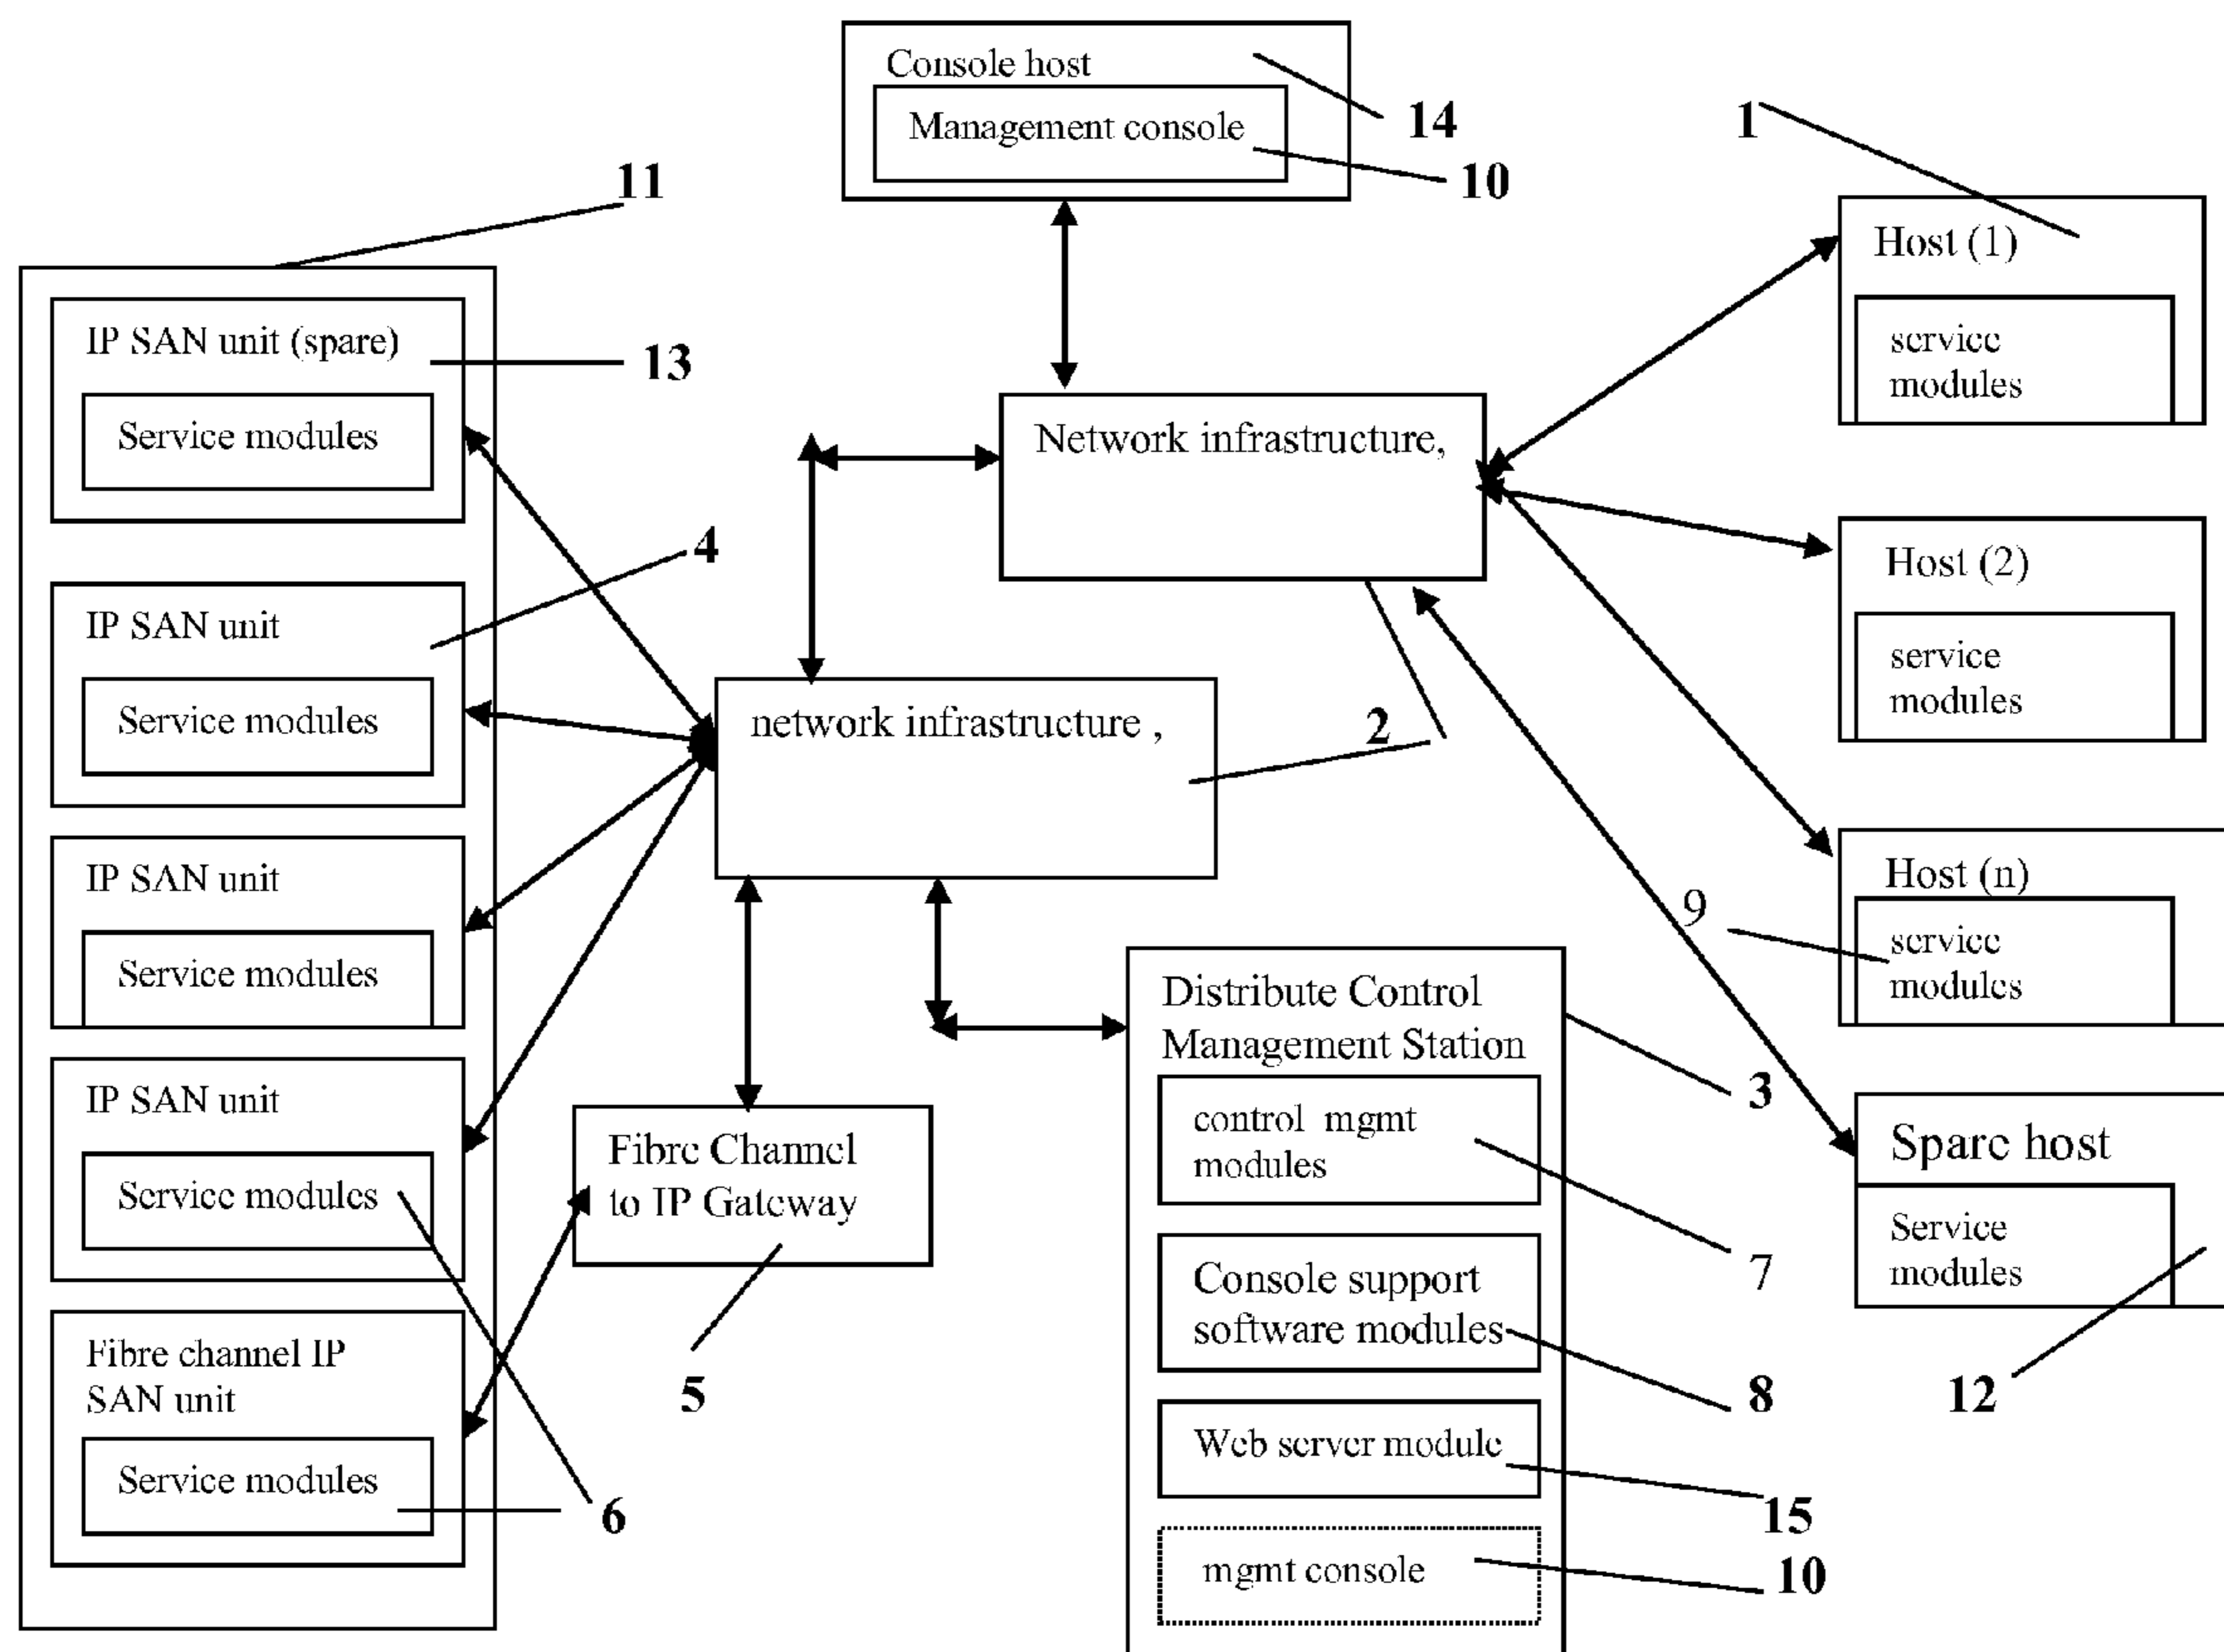 Console host
Management console
14
10
1
11
Host (1)
service
modules
IP SAN unit (spare)
13
Service modules
Network infrastructure,
4
Host (2)
service
modules
IP SAN unit
Service modules
network infrastructure ,
2
IP SAN unit
Service modules
Host (n)
9
service
modules
Distribute Control
Management Station
3
IP SAN unit
Service modules
Fibre Channel
to IP Gateway
5
control mgmt
modules
7
Spare host
Service
modules
12
Console support
software modules
8
Fibre channel IP
SAN unit
Service modules
6
Web server module
15
mgmt console
10